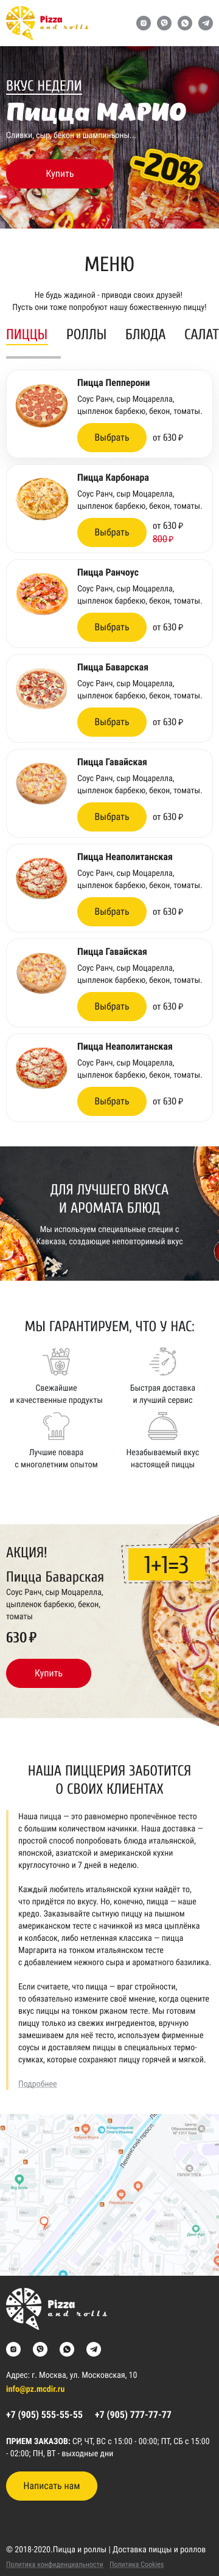 Pizza
and rolls
ВКУС НЕДЕЛИ
Пицца МАРИО
Сливки, сыр, бекон и шампиньоны...
-20%
Купить
МЕНЮ
Не будь жадиной - приводи своих друзей!
Пусть они тоже попробуют нашу божественную пиццу!
ПИЦЦЫ РОЛЛЫ БЛЮДА САЛАТ
Пицца Пепперони
Соус Ранч, сыр Моцарелла,
цыпленок барбекю, бекон, томаты.
Выбрать от 630 ₽
Пицца Карбонара
Соус Ранч, сыр Моцарелла,
цыпленок барбекю, бекон, томаты.
Выбрать от 630 ₽
800 ₽
Пицца Ранчоус
Соус Ранч, сыр Моцарелла,
цыпленок барбекю, бекон, томаты.
Выбрать от 630 ₽
Пицца Баварская
Соус Ранч, сыр Моцарелла,
цыпленок барбекю, бекон, томаты.
Выбрать от 630 ₽
Пицца Гавайская
Соус Ранч, сыр Моцарелла,
цыпленок барбекю, бекон, томаты.
Выбрать от 630 ₽
Пицца Неаполитанская
Соус Ранч, сыр Моцарелла,
цыпленок барбекю, бекон, томаты.
Выбрать от 630 ₽
Пицца Гавайская
Соус Ранч, сыр Моцарелла,
цыпленок барбекю, бекон, томаты.
Выбрать от 630 ₽
Пицца Неаполитанская
Соус Ранч, сыр Моцарелла,
цыпленок барбекю, бекон, томаты.
Выбрать от 630 ₽
ДЛЯ ЛУЧШЕГО ВКУСА
И АРОМАТА БЛЮД
Мы используем специальные специи с
Кавказа, создающие неповторимый вкус
МЫ ГАРАНТИРУЕМ, ЧТО У НАС:
Свежайшие
и качественные продукты
Быстрая доставка
и лучший сервис
Лучшие повара
с многолетним опытом
Незабываемый вкус
настоящей пиццы
АКЦИЯ!
1+1=3
Пицца Баварская
Соус Ранч, сыр Моцарелла,
цыпленок барбекю, бекон,
томаты
630 ₽
Купить
НАША ПИЦЦЕРИЯ ЗАБОТИТСЯ
О СВОИХ КЛИЕНТАХ
Наша пицца — это равномерно пропечённое тесто
с большим количеством начинки. Наша доставка —
простой способ попробовать блюда итальянской,
японской, азиатской и американской кухни
круглосуточно и 7 дней в неделю.
Каждый любитель итальянской кухни найдёт то,
что придётся по вкусу. Но, конечно, пицца — наше
кредо. Заказывайте сытную пиццу на пышном
американском тесте с начинкой из мяса цыплёнка
и колбасок, либо нетленная классика — пицца
Маргарита на тонком итальянском тесте
с добавлением нежного сыра и ароматного базилика.
Если считаете, что пицца — враг стройности,
то обязательно смените своё мнение, когда оцените
вкус пиццы на тонком ржаном тесте. Мы готовим
пиццу только из свежих ингредиентов, вручную
замешиваем для неё тесто, используем фирменные
соусы и доставляем пиццы в специальных термо-
сумках, которые сохраняют пиццу горячей и мягкой.
Подробнее
Pizza
and rolls
Адрес: г. Москва, ул. Московская, 10
info@pz.mcdir.ru
+7 (905) 555-55-55 +7 (905) 777-77-77
ПРИЕМ ЗАКАЗОВ: СР, ЧТ, ВС с 15:00 - 00:00; ПТ, СБ с 15:00
- 02:00; ПН, ВТ - выходные дни
Написать нам
© 2018-2020.Пицца и роллы | Доставка пиццы и роллов
Политика конфиденциальности Политика Cookies